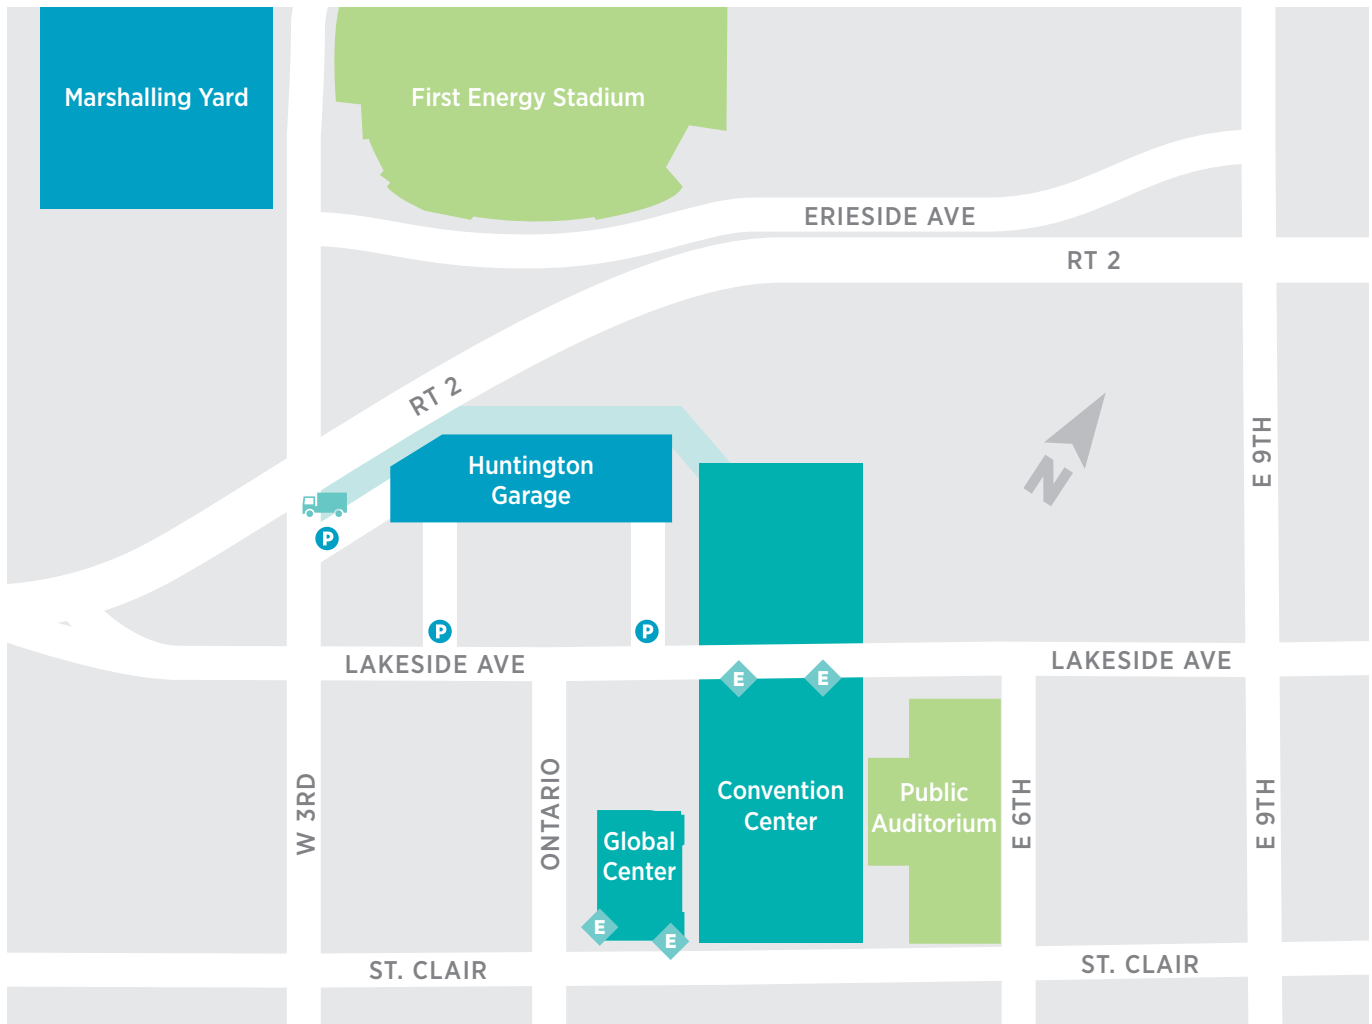 Marshalling Yard
First Energy Stadium
ERIESIDE AVE
RT 2
RT 2
E 9TH
Huntington
Garage
N
P
P
P
LAKESIDE AVE
LAKESIDE AVE
E
E
W 3RD
ONTARIO
Global
Center
Convention
Center
Public
Auditorium
E 6TH
E 9TH
E
E
ST. CLAIR
ST. CLAIR